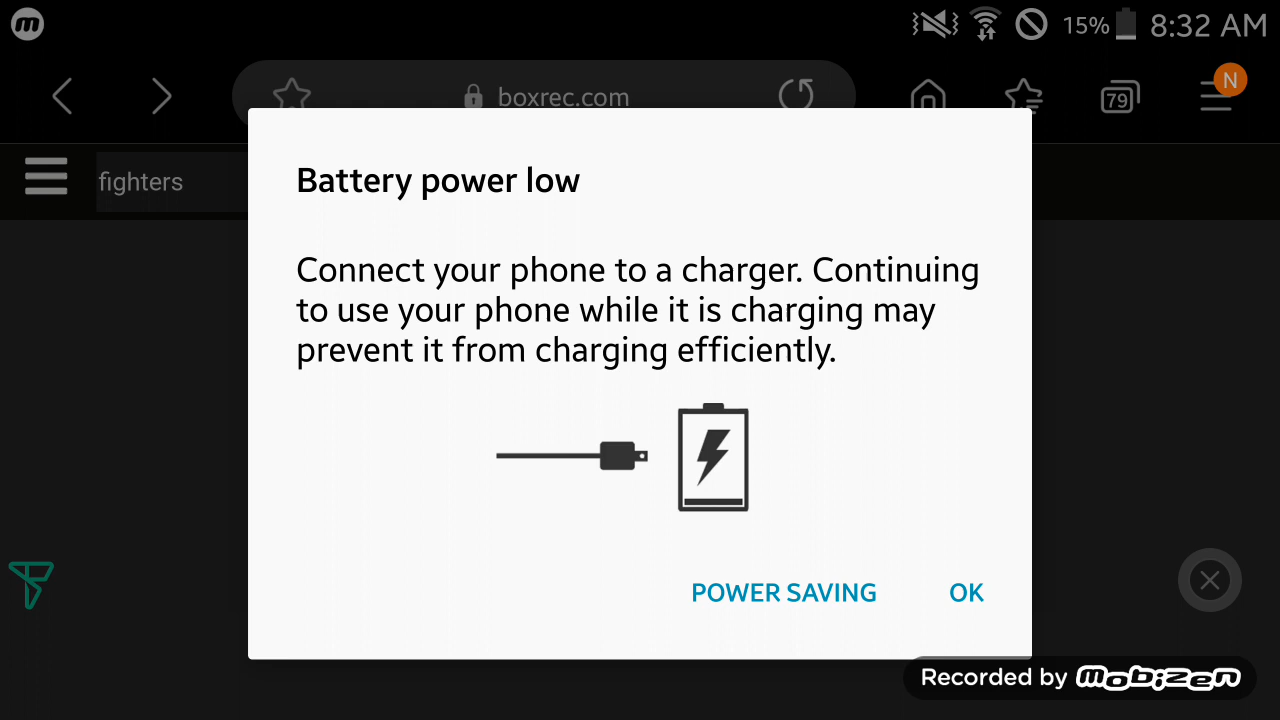 15% 8:32 AM
boxrec.com
79
N
fighters
Battery power low
Connect your phone to a charger. Continuing
to use your phone while it is charging may
prevent it from charging efficiently.
POWER SAVING OK
Recorded by mobizen